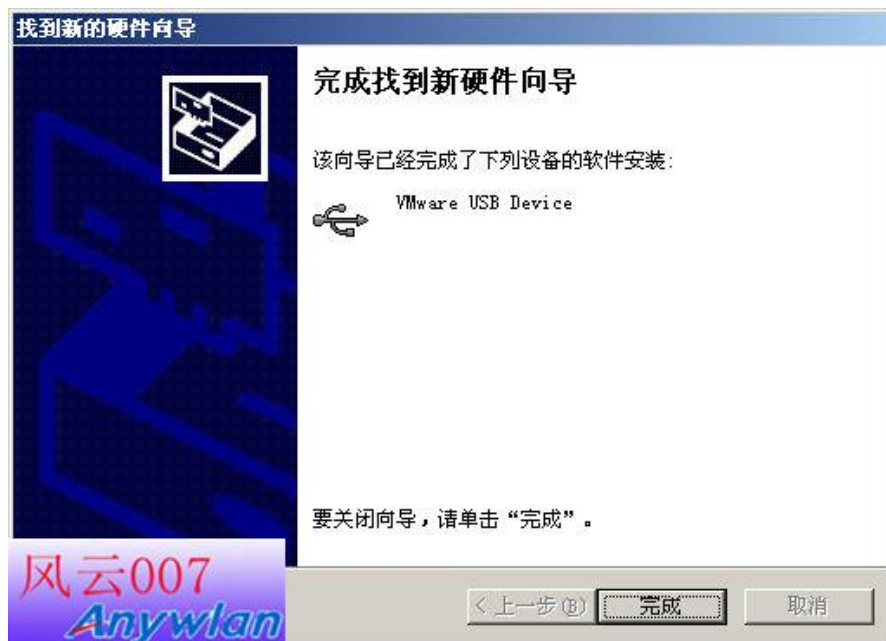 找到新的硬件向导
完成找到新硬件向导
该向导已经完成了下列设备的软件安装:
VMware USB Device
要关闭向导，请单击“完成”。
< 上一步(B) 完成 取消
风云007
Anywlan